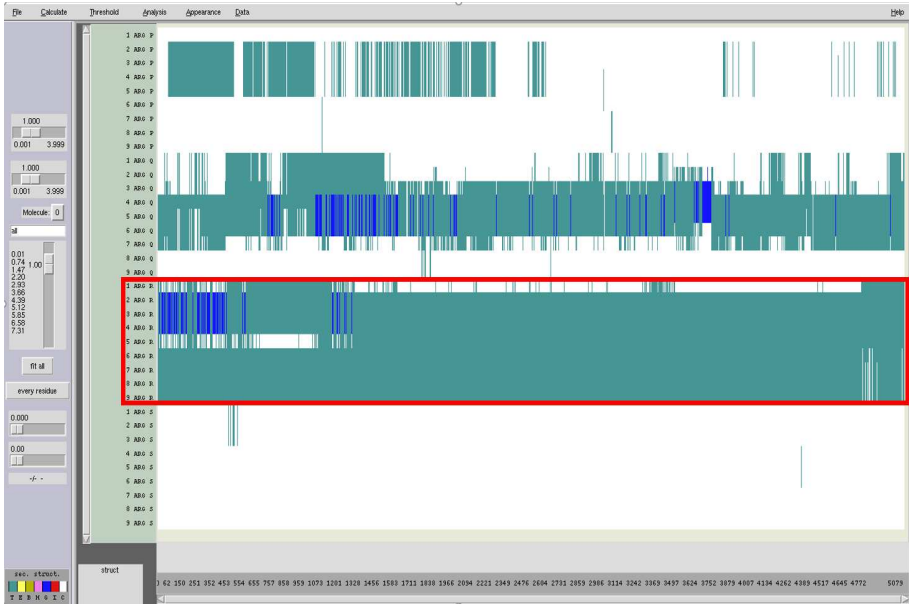 File Calculate Threshold Analysis Appearance Data Help
1 ARG P
2 ARG P
3 ARG P
4 ARG P
5 ARG P
6 ARG P
7 ARG P
8 ARG P
9 ARG P
1 ARG Q
2 ARG Q
3 ARG Q
4 ARG Q
5 ARG Q
6 ARG Q
7 ARG Q
8 ARG Q
9 ARG Q
1 ARG R
2 ARG R
3 ARG R
4 ARG R
5 ARG R
6 ARG R
7 ARG R
8 ARG R
9 ARG R
1 ARG S
2 ARG S
3 ARG S
4 ARG S
5 ARG S
6 ARG S
7 ARG S
8 ARG S
9 ARG S
1.000
0.001 3.999
1.000
0.001 3.999
Molecule: 0
all
0.01
0.74
1.47
2.20
2.93
3.66
4.39
5.12
5.85
6.58
7.31
1.00
fit all
every residue
0.000
0.00
-/- -
sec. struct.
T E B H G I C
struct
0 62 150 251 352 453 554 655 757 858 959 1073 1201 1328 1456 1583 1711 1838 1966 2094 2221 2349 2476 2604 2731 2859 2986 3114 3242 3369 3497 3624 3752 3879 4007 4134 4262 4389 4517 4645 4772 5079